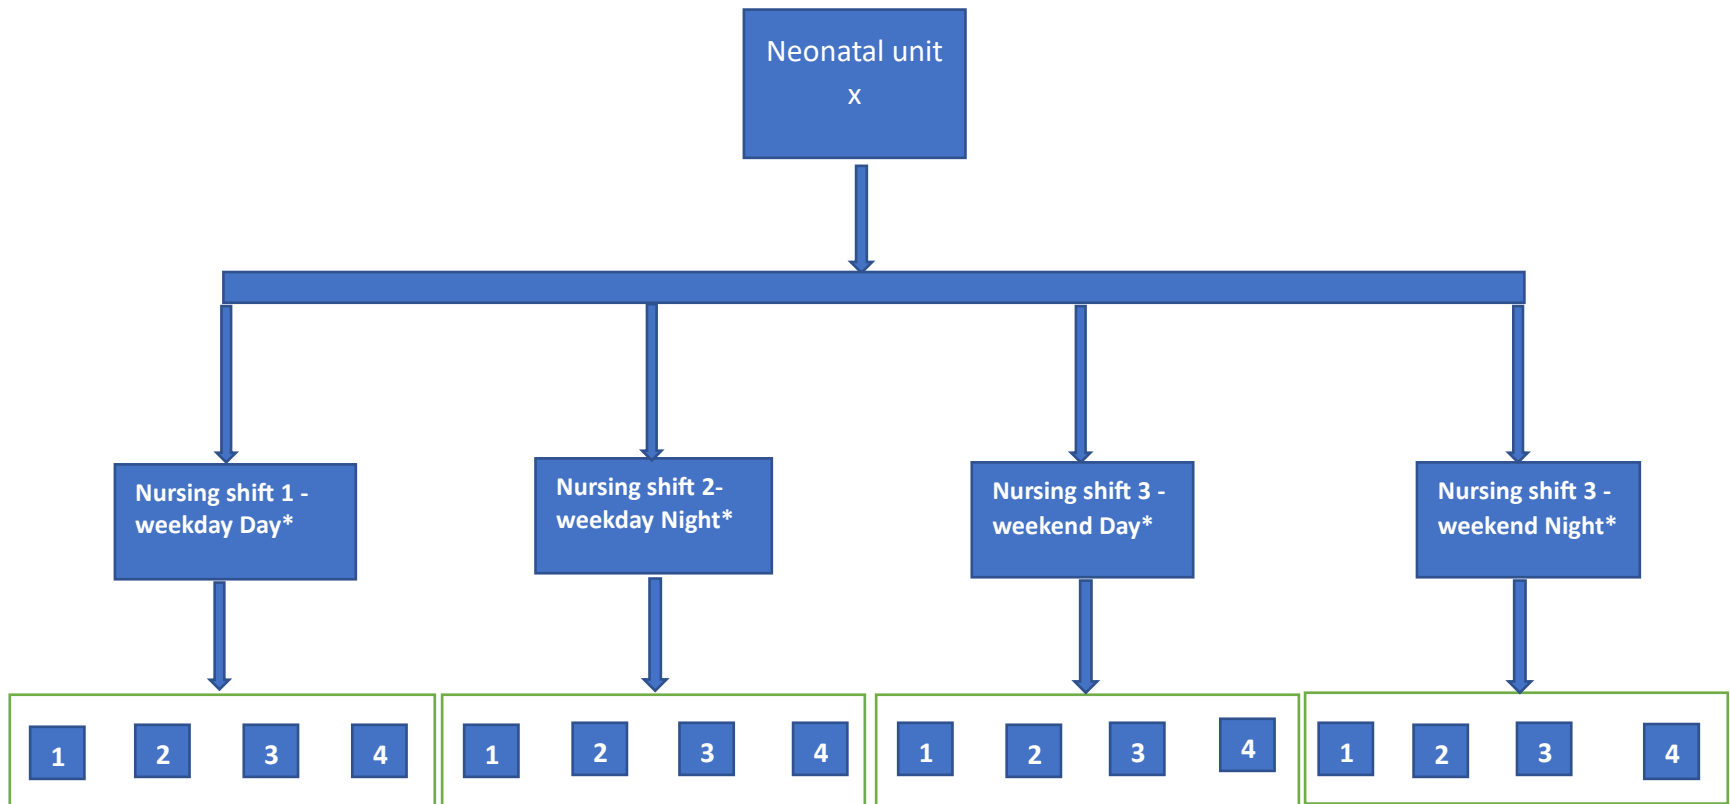 Neonatal unit
x
Nursing shift 1 -
weekday Day*
Nursing shift 2-
weekday Night*
Nursing shift 3 -
weekend Day*
Nursing shift 3 -
weekend Night*
1 2 3 4
1 2 3 4
1 2 3 4
1 2 3 4